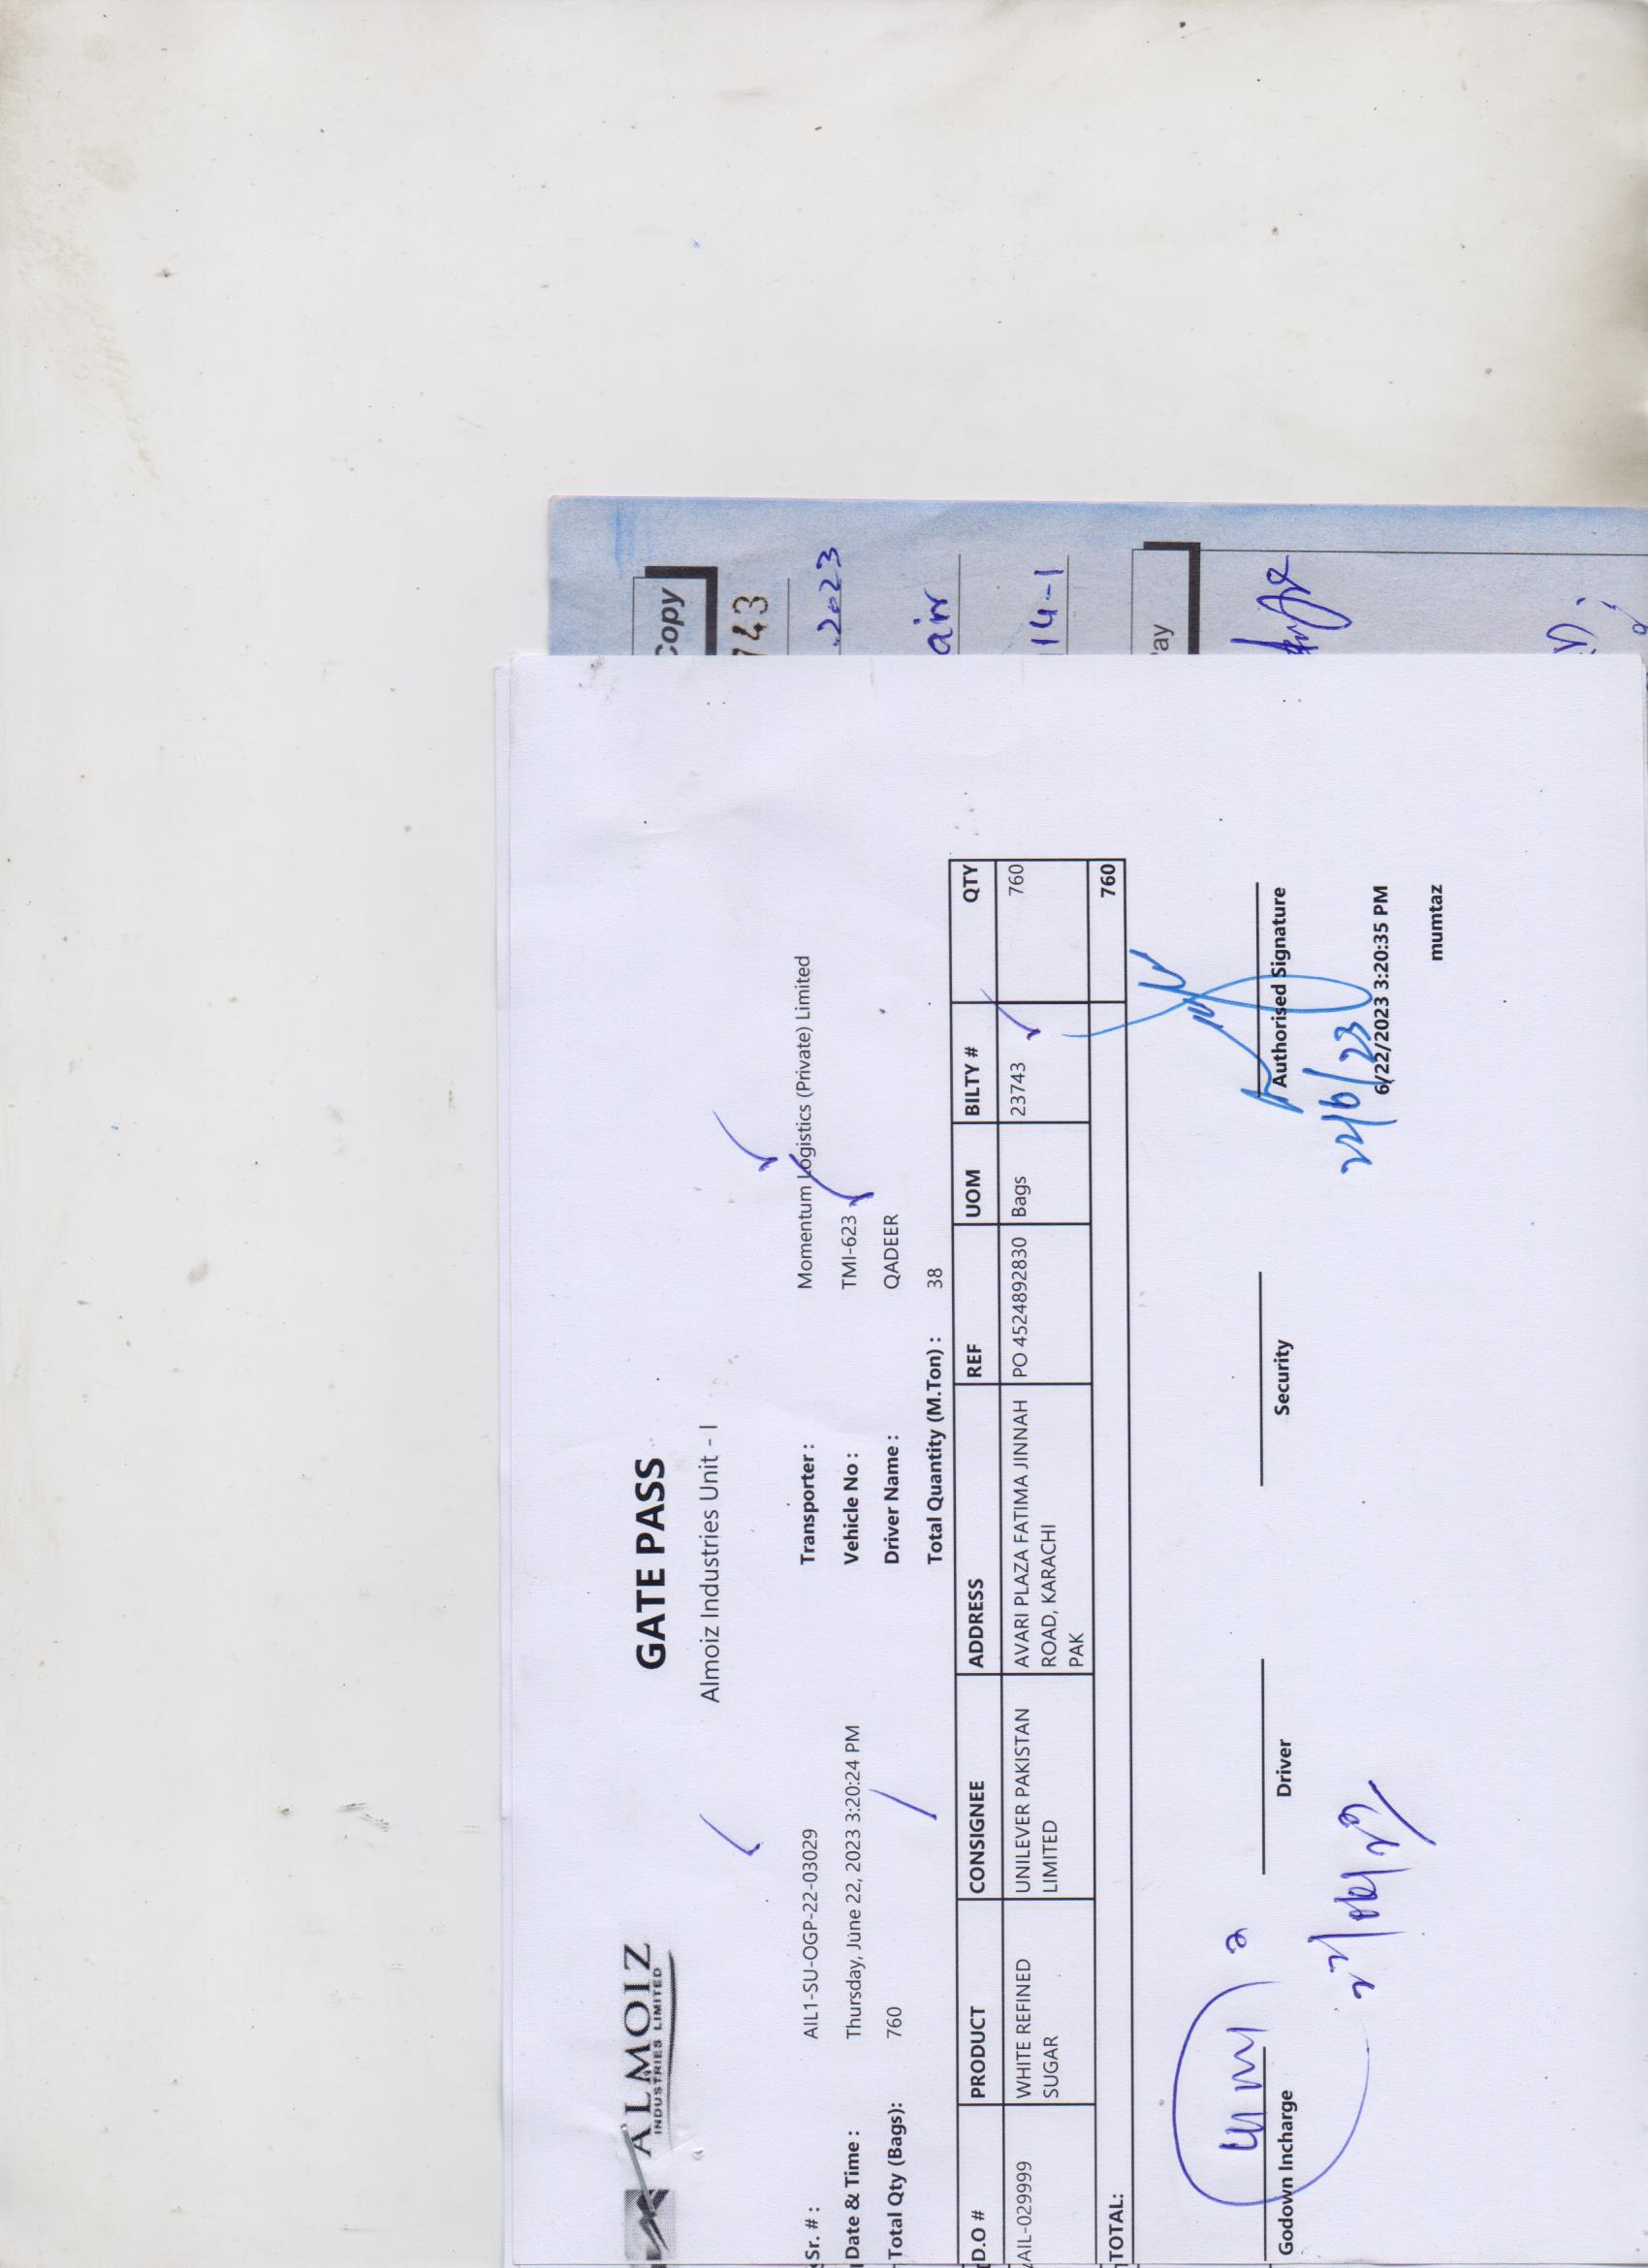 Copy
743
.2023
air
14-1
Pay
ALMOIZ
INDUSTRIES LIMITED
GATE PASS
Almoiz Industries Unit - I
Sr. # : AIL1-SU-OGP-22-03029 Transporter : Momentum Logistics (Private) Limited
Date & Time : Thursday, June 22, 2023 3:20:24 PM Vehicle No : TMI-623
Total Qty (Bags): 760 Driver Name : QADEER
Total Quantity (M.Ton) : 38
D.O # PRODUCT CONSIGNEE ADDRESS REF UOM BILTY # QTY
AIL-029999 WHITE REFINED UNILEVER PAKISTAN AVARI PLAZA FATIMA JINNAH PO 4524892830 Bags 23743 760
SUGAR LIMITED ROAD, KARACHI
PAK
TOTAL: 760
Godown Incharge Driver Security Authorised Signature
22/6/23
22/06/23
6/22/2023 3:20:35 PM
mumtaz